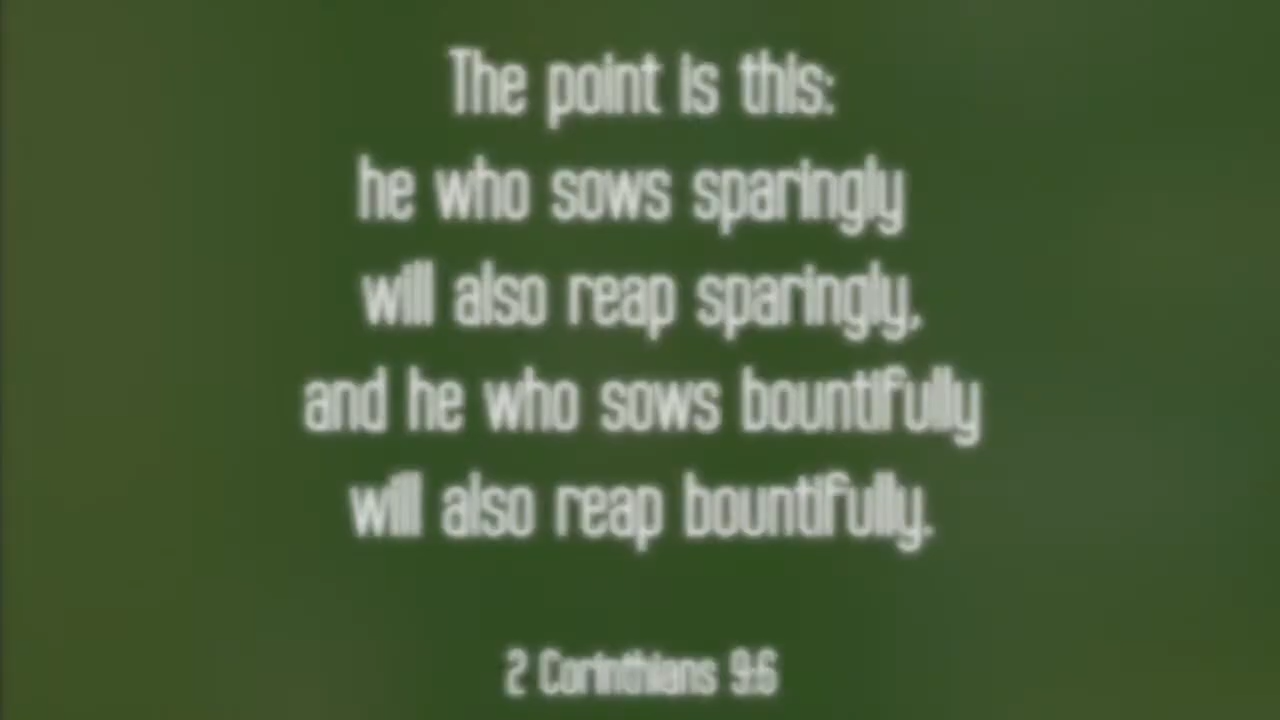 The point is this:
he who sows sparingly
will also reap sparingly,
and he who sows bountifully
will also reap bountifully.
2 Corinthians 9:6